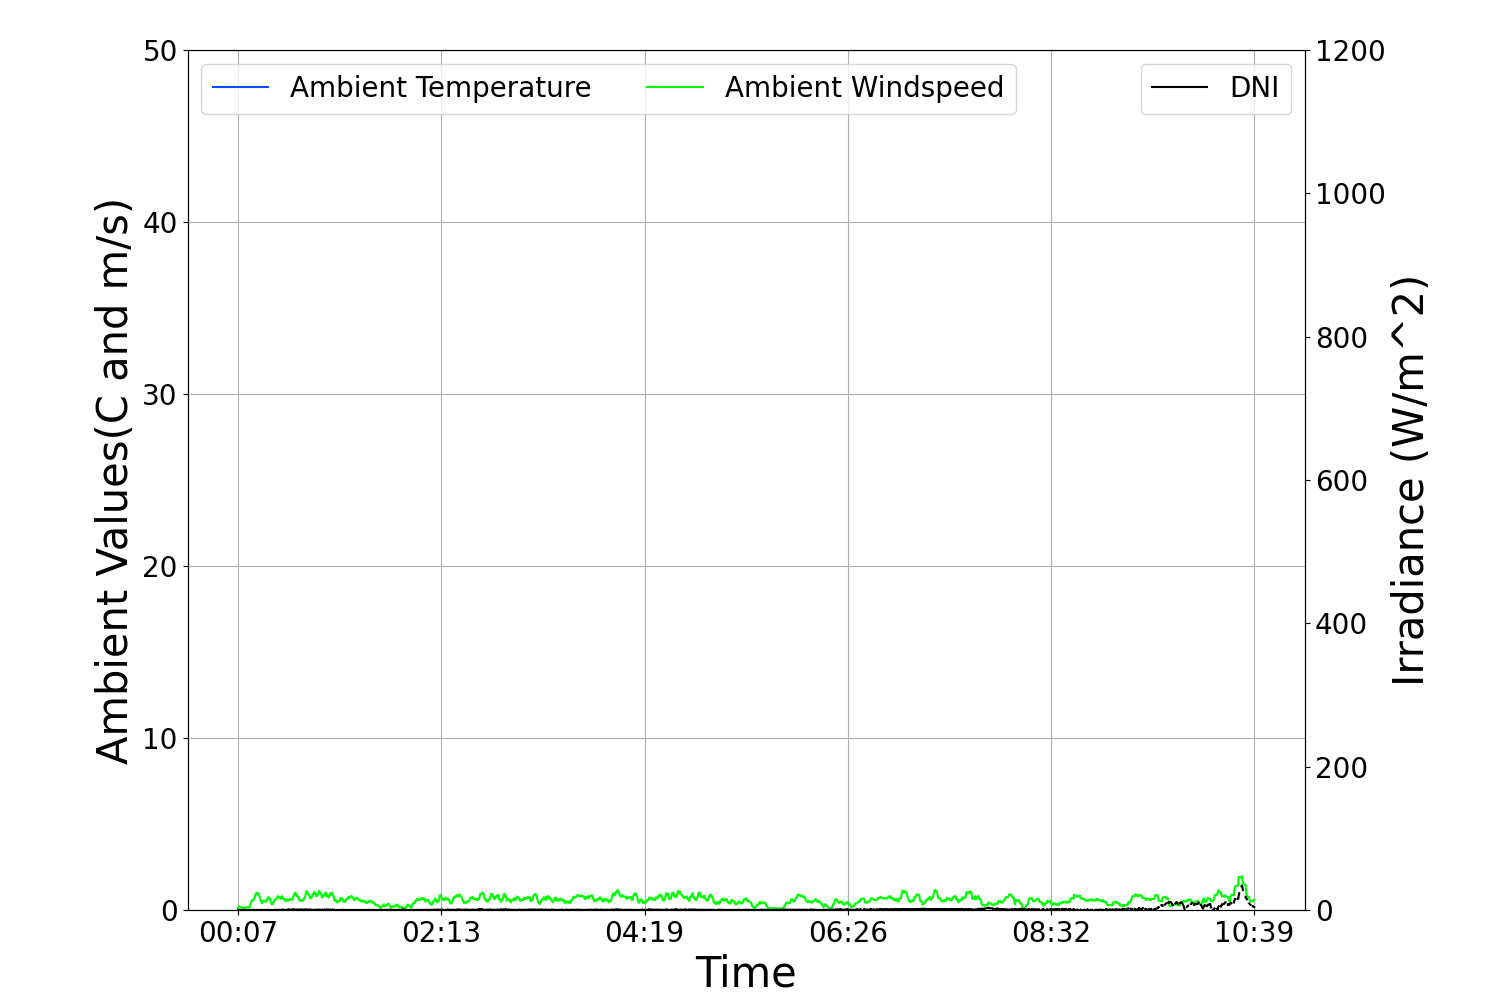 Ambient Temperature Ambient Windspeed DNI
Ambient Values(C and m/s)
50
40
30
20
10
0
1200
1000
800
600
400
200
0
Irradiance (W/m^2)
00:07 02:13 04:19 06:26 08:32 10:39
Time